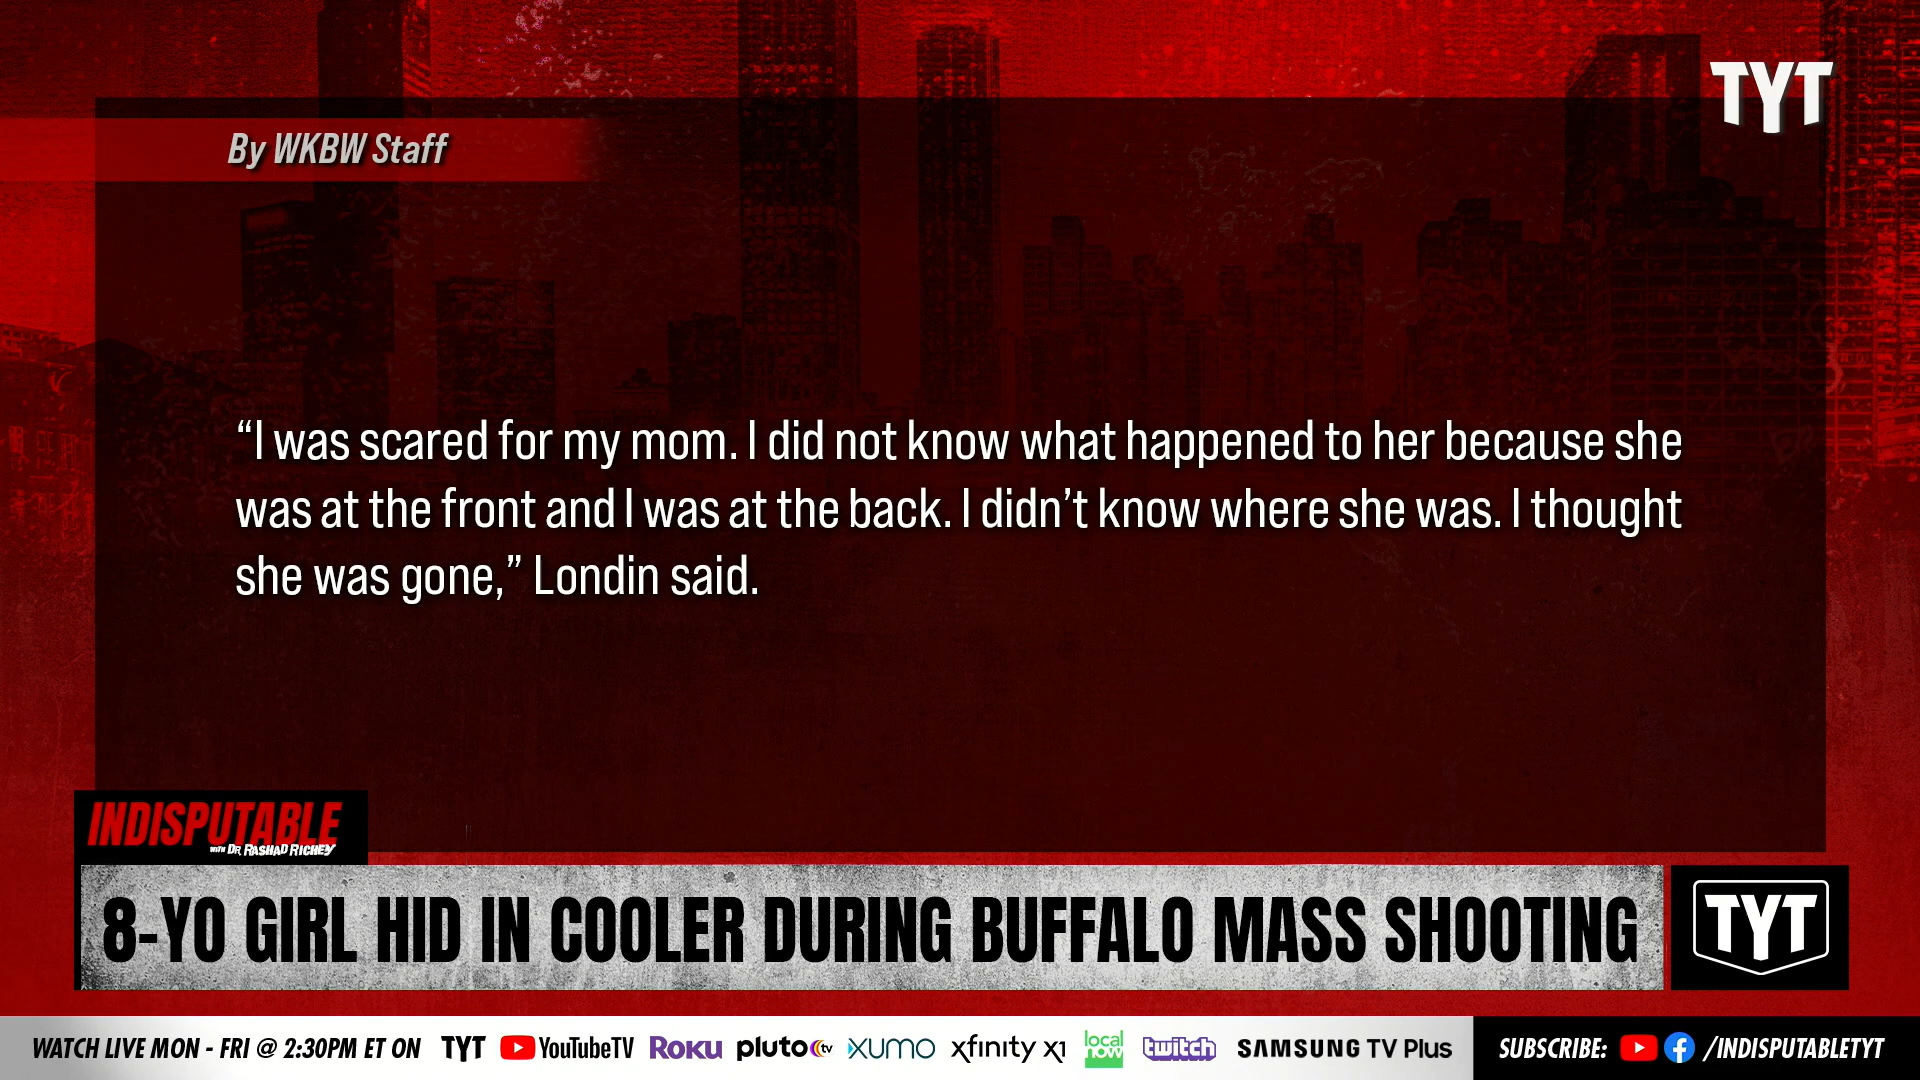 TYT
By WKBW Staff
“I was scared for my mom. I did not know what happened to her because she
was at the front and I was at the back. I didn’t know where she was. I thought
she was gone,” Londin said.
INDISPUTABLE
WITH DR RASHAD RICHEY
8-YO GIRL HID IN COOLER DURING BUFFALO MASS SHOOTING
TYT
WATCH LIVE MON - FRI @ 2:30PM ET ON TYT YouTubeTV ROKU pluto tv XUMO xfinity x1 local now twitch SAMSUNG TV Plus SUBSCRIBE: /INDISPUTABLETYT